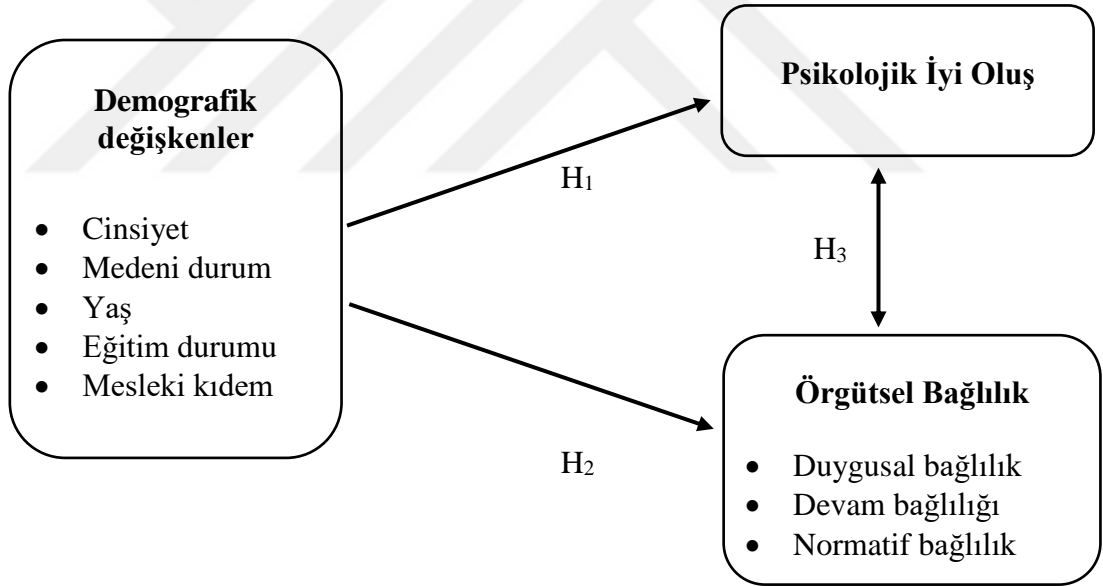 Demografik
değişkenler
• Cinsiyet
• Medeni durum
• Yaş
• Eğitim durumu
• Mesleki kıdem
H1
H2
Psikolojik İyi Oluş
H3
Örgütsel Bağlılık
• Duygusal bağlılık
• Devam bağlılığı
• Normatif bağlılık